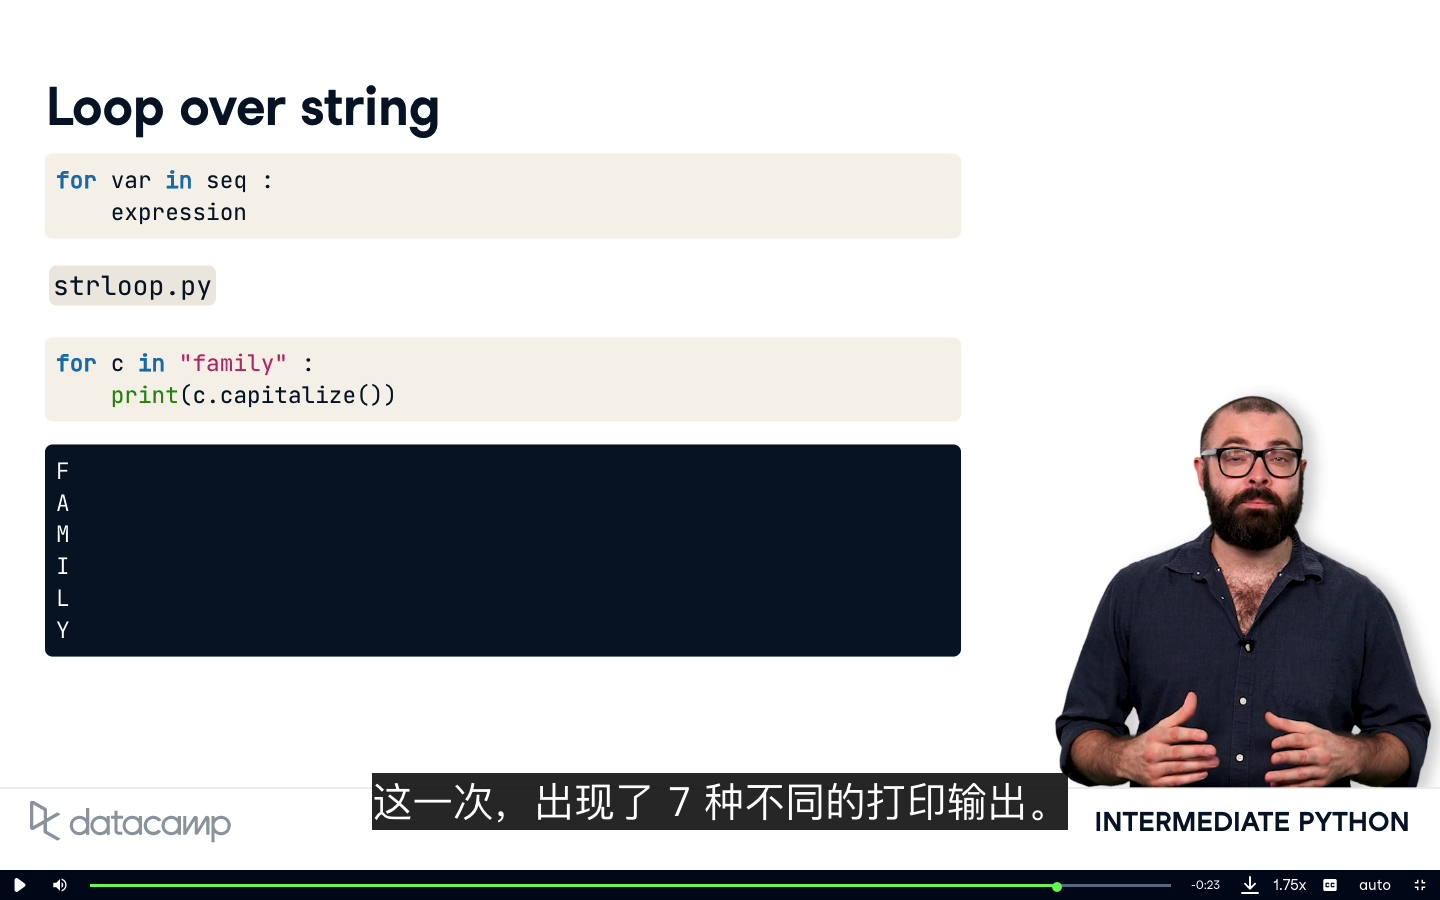 Loop over string
for var in seq :
    expression
strloop.py
for c in "family" :
    print(c.capitalize())
F
A
M
I
L
Y
这一次，出现了 7 种不同的打印输出。
datacamp
INTERMEDIATE PYTHON
-0:23
1.75x
CC
auto